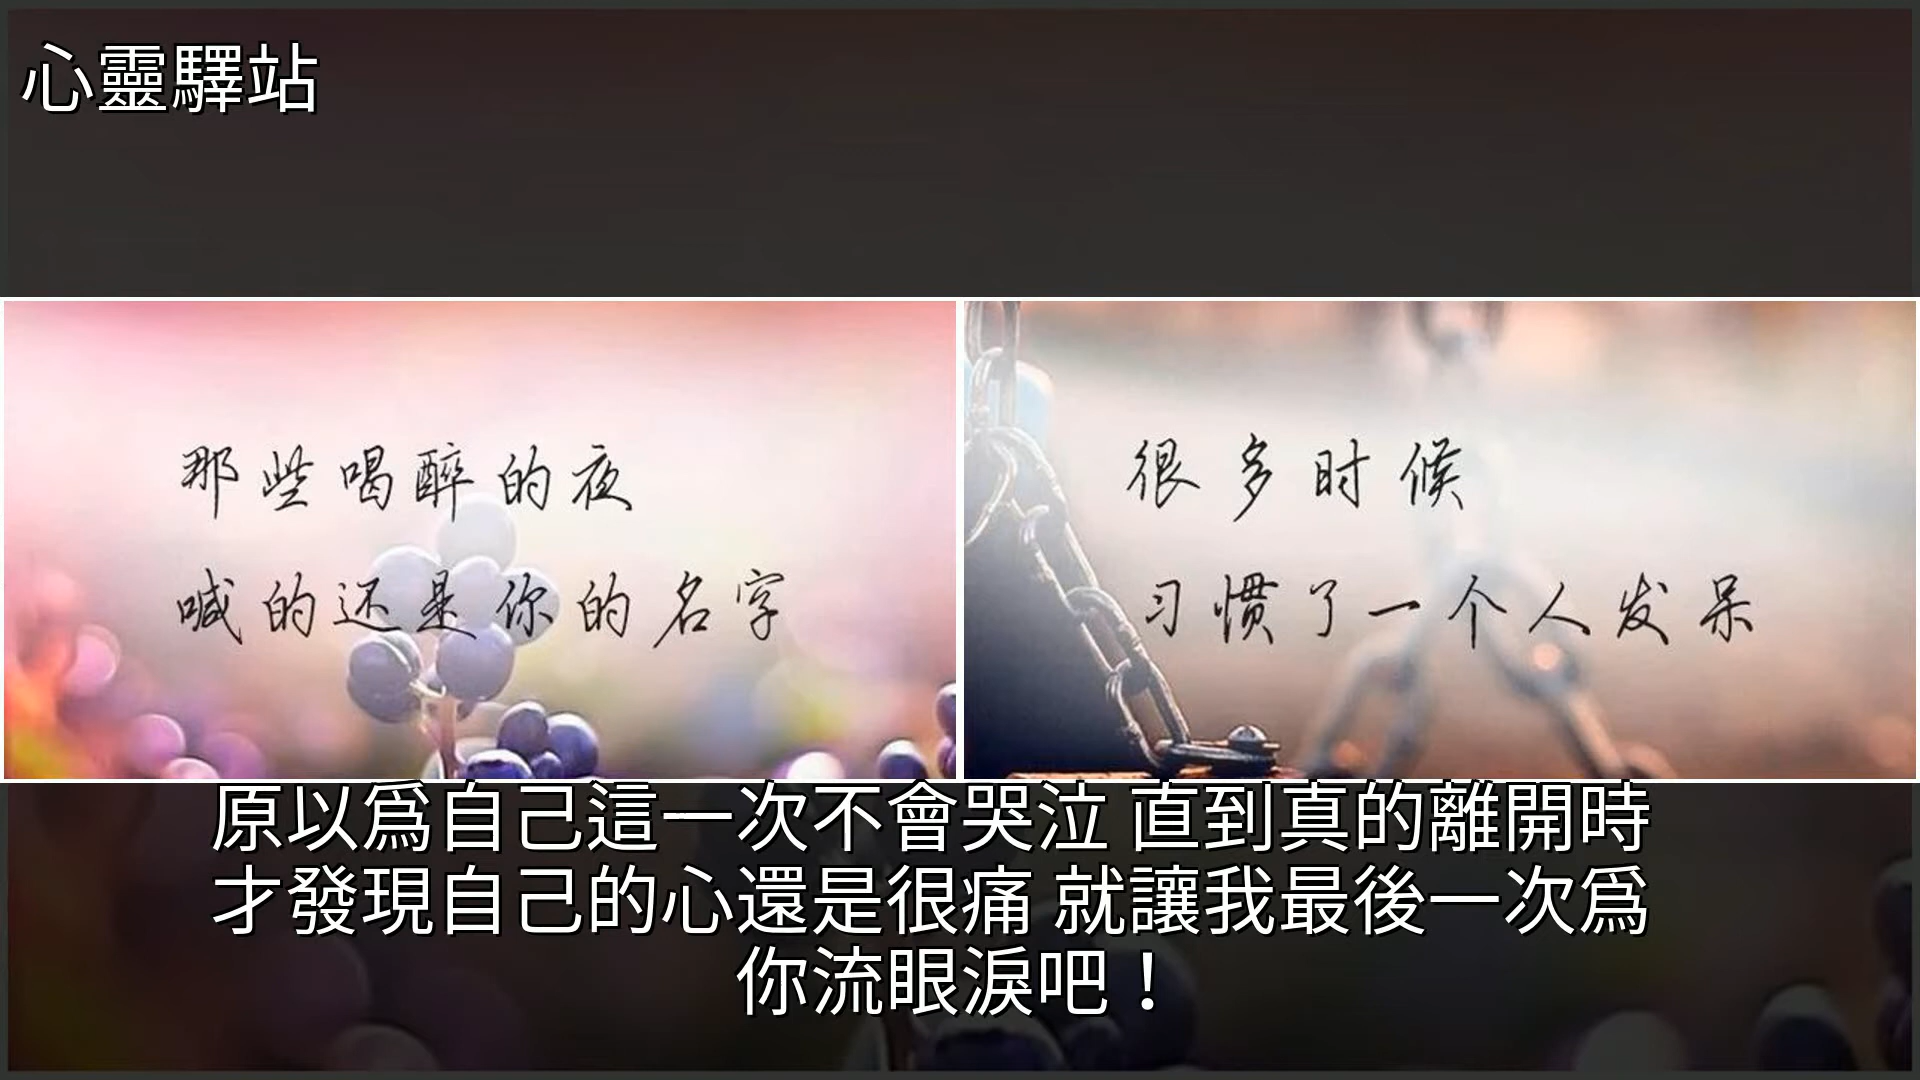 心靈驛站
那些喝醉的夜
喊的还是你的名字
很多时候
习惯了一个人发呆
原以爲自己這一次不會哭泣 直到真的離開時
才發現自己的心還是很痛 就讓我最後一次爲
你流眼淚吧！